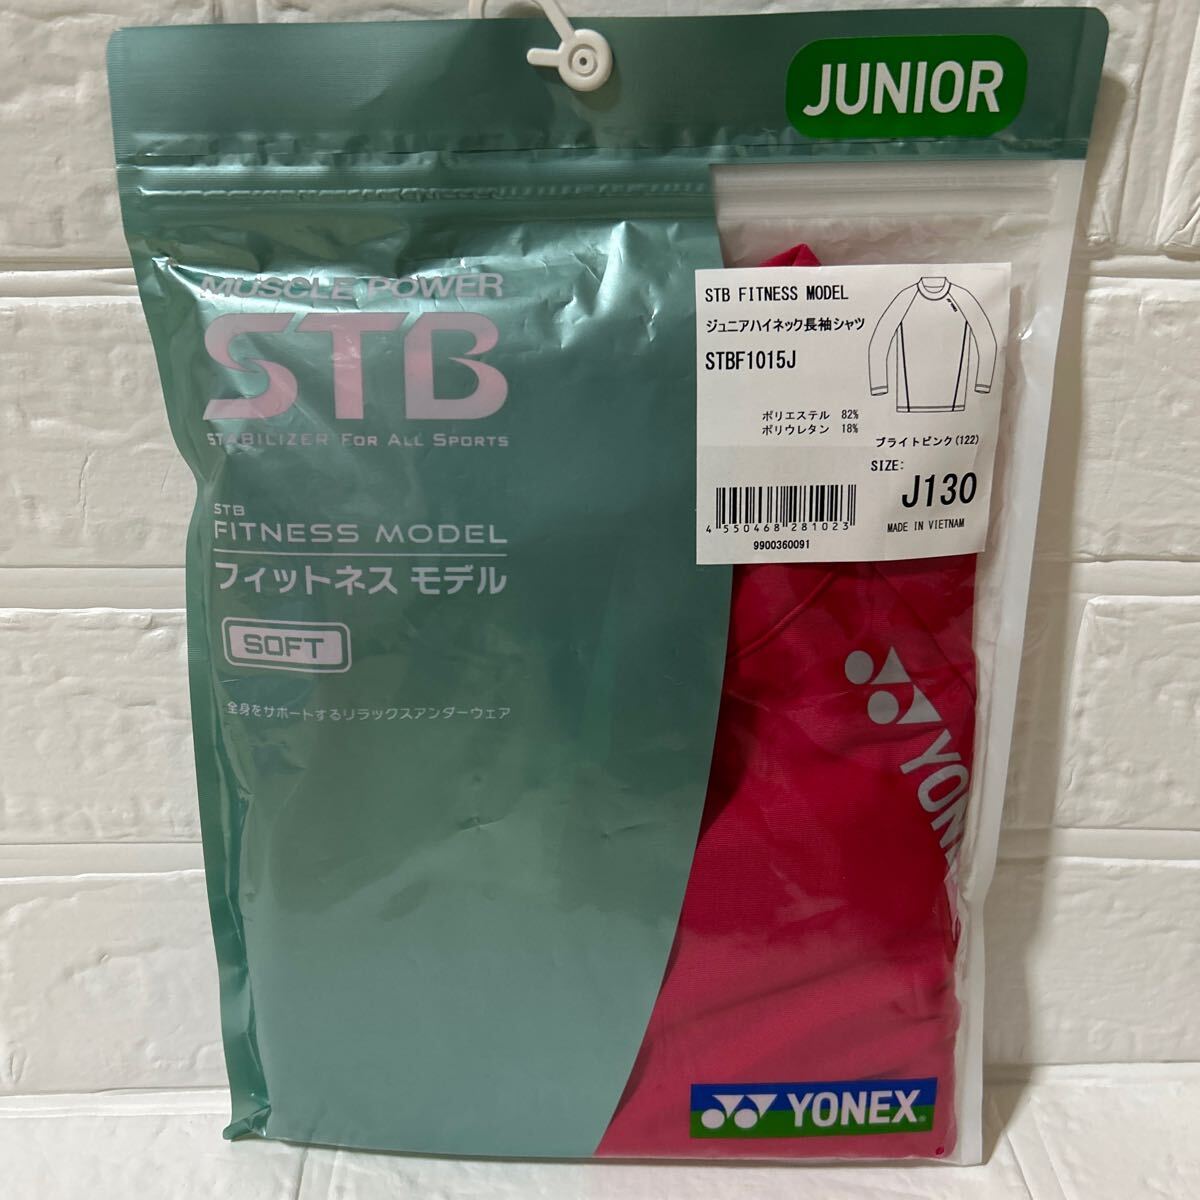 JUNIOR
MUSCLE POWER
STB
STABILIZER FOR ALL SPORTS
STB
FITNESS MODEL
フィットネス モデル
SOFT
全身をサポートするリラックスアンダーウェア
STB FITNESS MODEL
ジュニアハイネック長袖シャツ
STBF1015J
ポリエステル 82%
ポリウレタン 18%
ブライトピンク(122)
SIZE:
J130
MADE IN VIETNAM
4 550468 281023
9900360091
YONEX
YONEX